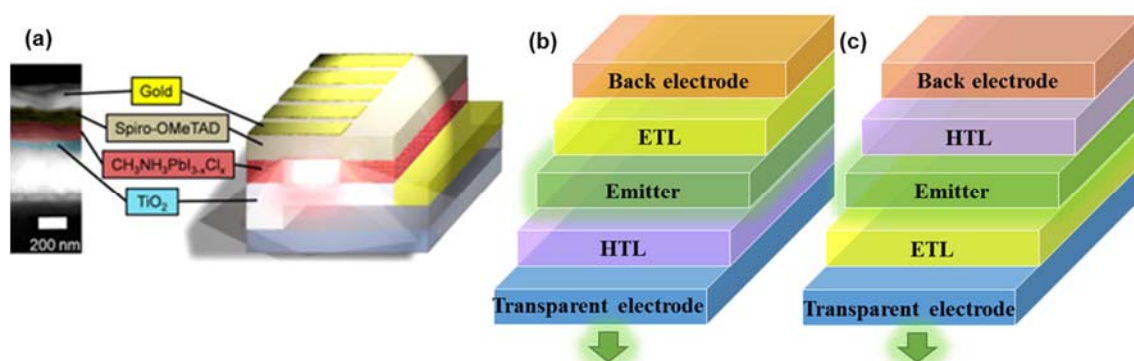 (a)
Gold
Spiro-OMeTAD
CH₃NH₃PbI₃₋ₓClₓ
TiO₂
200 nm
(b)
Back electrode
ETL
Emitter
HTL
Transparent electrode
(c)
Back electrode
HTL
Emitter
ETL
Transparent electrode